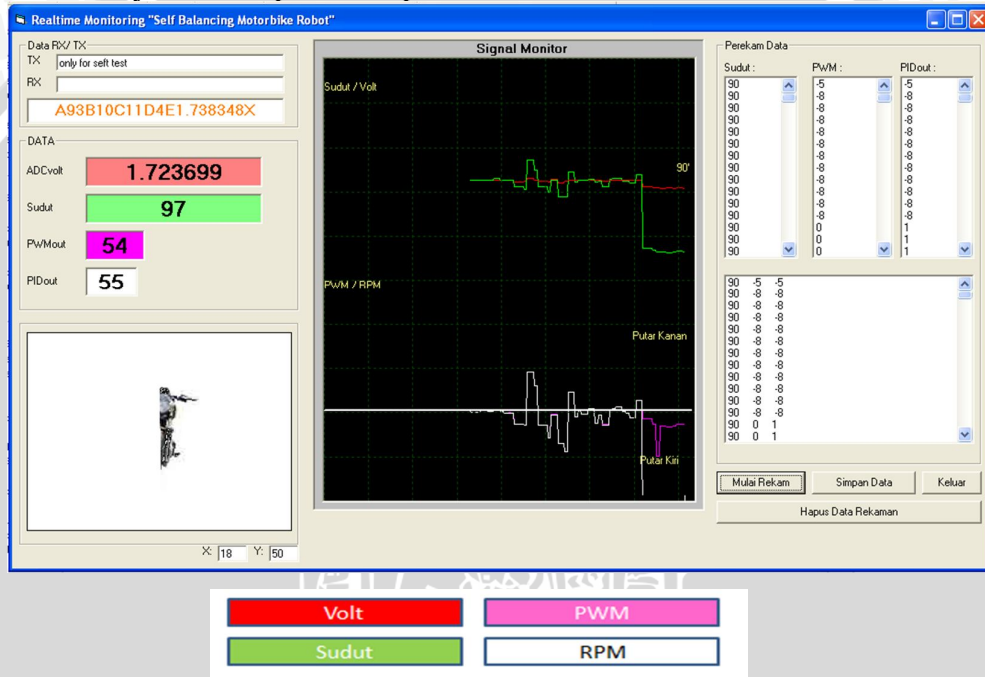 Realtime Monitoring "Self Balancing Motorbike Robot"
Data RX/ TX
TX only for seft test
RX
A93B10C11D4E1.738348X
DATA
ADCvolt 1.723699
Sudut 97
PWMout 54
PIDout 55
X: 18 Y: 50
Signal Monitor
Sudut / Volt
90'
PWM / RPM
Putar Kanan
Putar Kiri
Perekam Data
Sudut : PWM : PIDout :
90 -5 -5
90 -8 -8
90 -8 -8
90 -8 -8
90 -8 -8
90 -8 -8
90 -8 -8
90 -8 -8
90 -8 -8
90 -8 -8
90 -8 -8
90 -8 -8
90 0 1
90 0 1
90 0 1
90 -5 -5
90 -8 -8
90 -8 -8
90 -8 -8
90 -8 -8
90 -8 -8
90 -8 -8
90 -8 -8
90 -8 -8
90 -8 -8
90 -8 -8
90 -8 -8
90 0 1
90 0 1
Mulai Rekam Simpan Data Keluar
Hapus Data Rekaman
Volt PWM
Sudut RPM